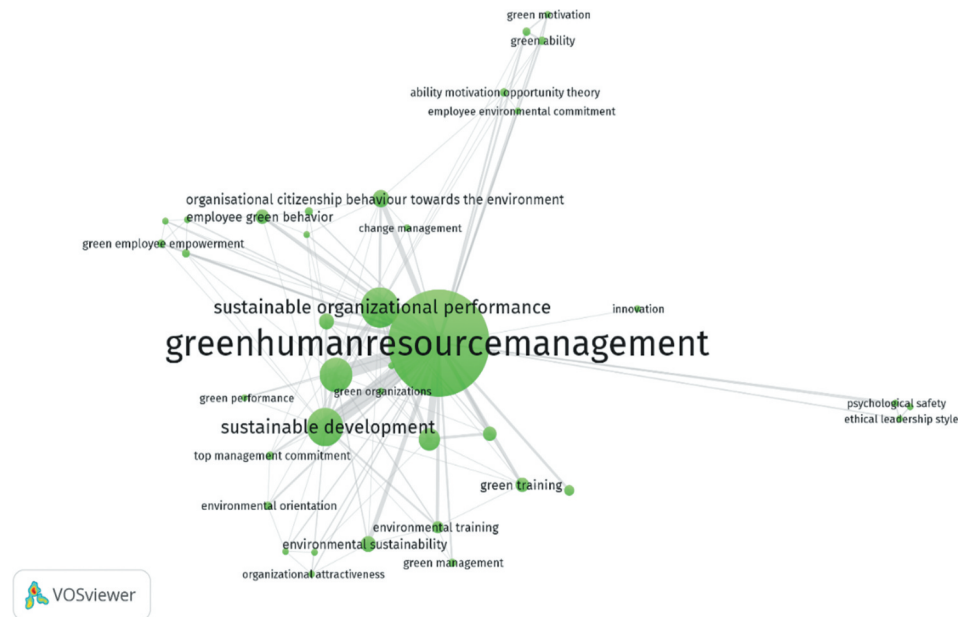 green motivation
green ability
ability motivation opportunity theory
employee environmental commitment
organisational citizenship behaviour towards the environment
employee green behavior
change management
green employee empowerment
sustainable organizational performance
innovation
greenhumanresourcemanagement
green organizations
green performance
psychological safety
ethical leadership style
sustainable development
top management commitment
green training
environmental orientation
environmental training
environmental sustainability
green management
organizational attractiveness
VOSviewer